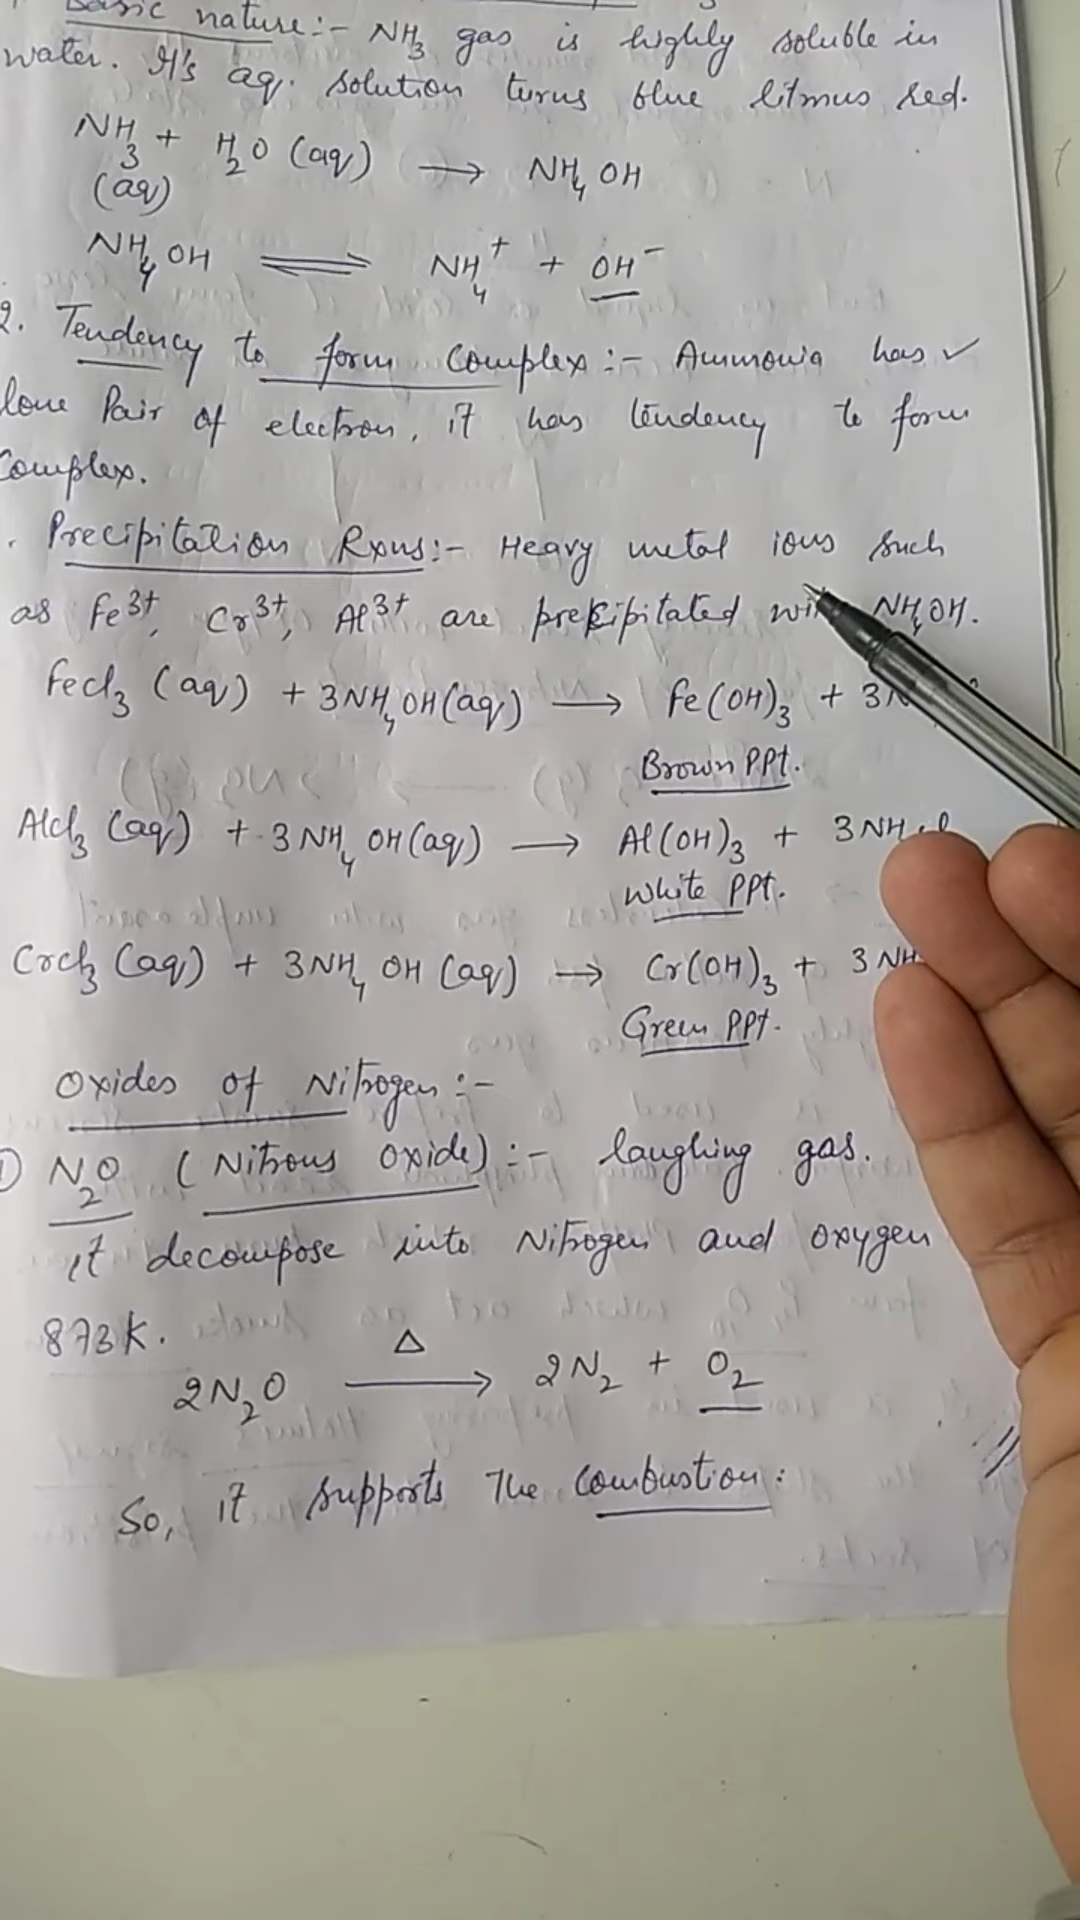 Basic nature:- NH3 gas is highly soluble in
water. It's aq. solution turns blue litmus red.
NH3 + H2O (aq) → NH4OH
(aq)
NH4OH ⇌ NH4+ + OH-
2. Tendency to form Complex:- Ammonia has ✓
lone Pair of electron, it has tendency to form
Complex.
. Precipitation Rxns:- Heavy metal ions such
as Fe3+, Cr3+, Al3+ are precipitated with NH4OH.
FeCl3 (aq) + 3NH4OH(aq) → Fe(OH)3 + 3N
Brown PPt.
AlCl3 (aq) + 3NH4OH(aq) → Al(OH)3 + 3NH4Cl
White PPt.
CrCl3 (aq) + 3NH4OH (aq) → Cr(OH)3 + 3NH
Green PPt.
Oxides of Nitrogen:-
1) N2O (Nitrous Oxide):- laughing gas.
it decompose into Nitrogen and oxygen
873K.
Δ
2N2O → 2N2 + O2
So, it supports The Combustion: